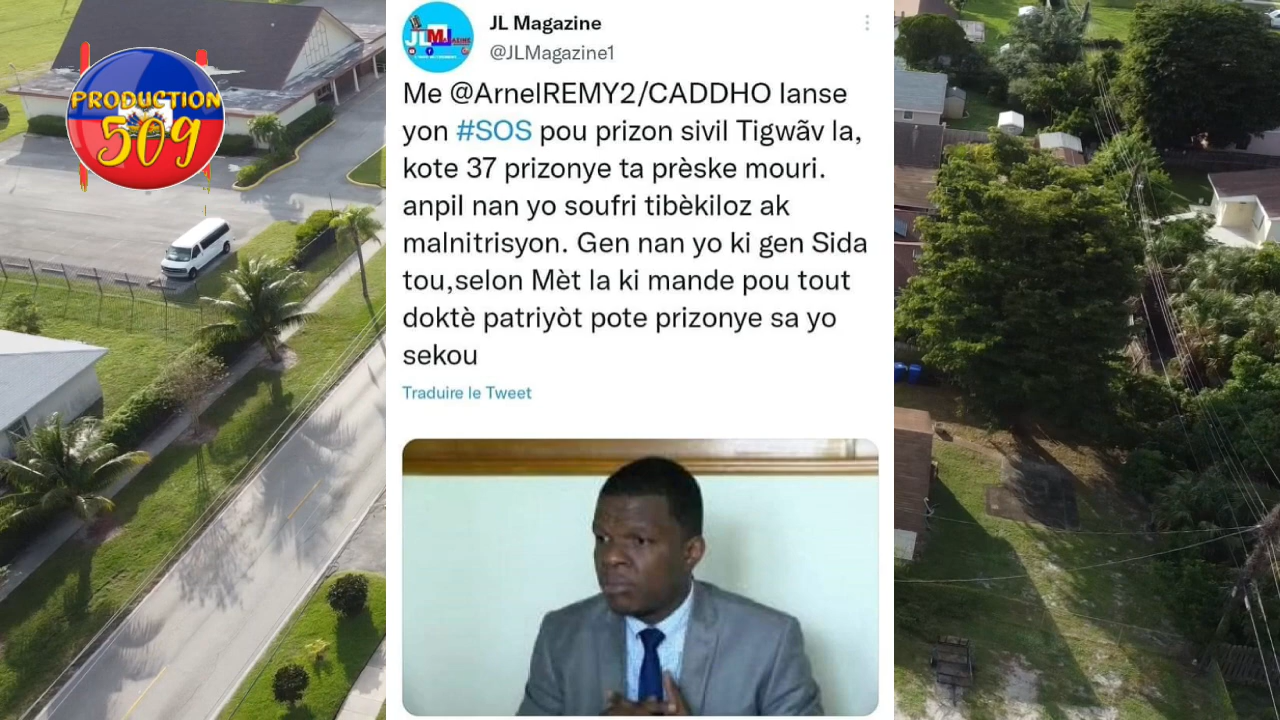 PRODUCTION
509
JL Magazine
@JLMagazine1
Me @ArnelREMY2/CADDHO lanse
yon #SOS pou prizon sivil Tigwãv la,
kote 37 prizonye ta prèske mouri.
anpil nan yo soufri tibèkiloz ak
malnitrisyon. Gen nan yo ki gen Sida
tou,selon Mèt la ki mande pou tout
doktè patriyòt pote prizonye sa yo
sekou
Traduire le Tweet